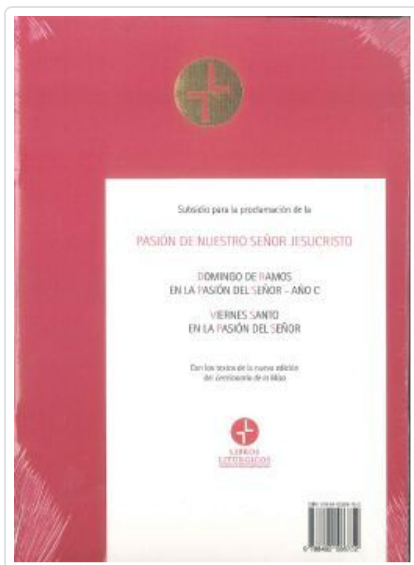 Subsidio para la proclamación de la
PASIÓN DE NUESTRO SEÑOR JESUCRISTO
DOMINGO DE RAMOS
EN LA PASIÓN DEL SEÑOR – AÑO C
VIERNES SANTO
EN LA PASIÓN DEL SEÑOR
Con los textos de la nueva edición
del Leccionario de la Misa
LIBROS
LITÚRGICOS